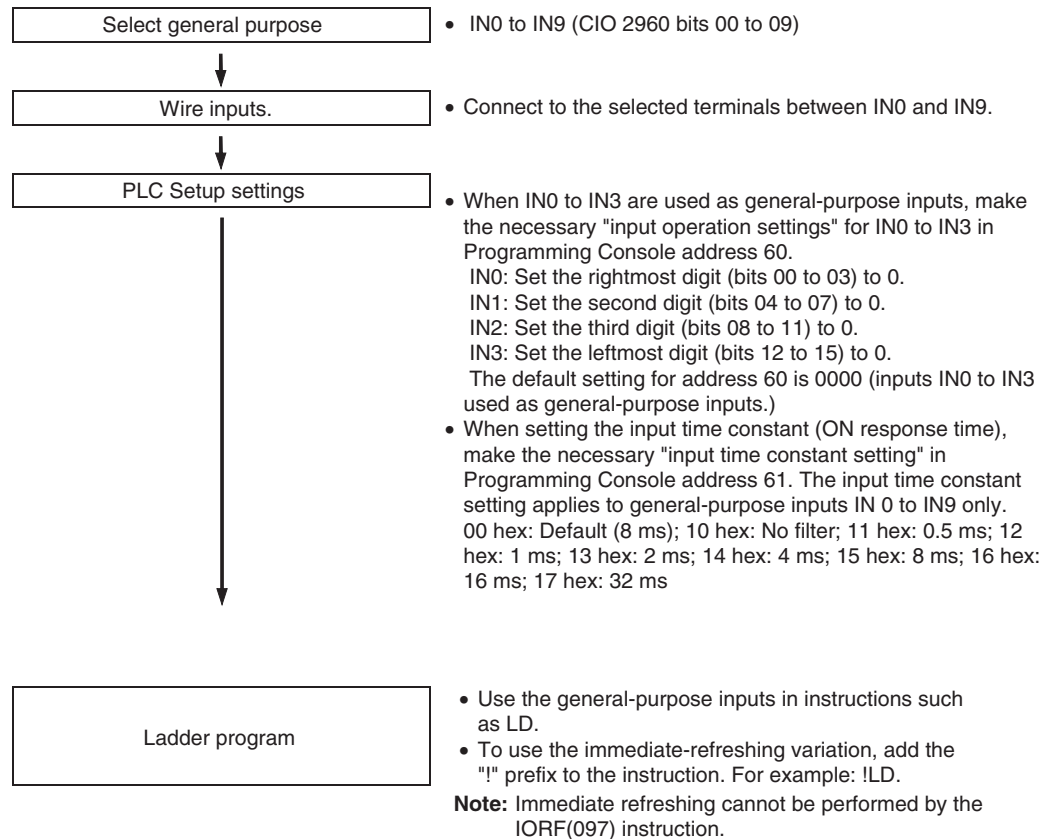 Select general purpose
• IN0 to IN9 (CIO 2960 bits 00 to 09)
Wire inputs.
• Connect to the selected terminals between IN0 and IN9.
PLC Setup settings
• When IN0 to IN3 are used as general-purpose inputs, make
the necessary "input operation settings" for IN0 to IN3 in
Programming Console address 60.
IN0: Set the rightmost digit (bits 00 to 03) to 0.
IN1: Set the second digit (bits 04 to 07) to 0.
IN2: Set the third digit (bits 08 to 11) to 0.
IN3: Set the leftmost digit (bits 12 to 15) to 0.
The default setting for address 60 is 0000 (inputs IN0 to IN3
used as general-purpose inputs.)
• When setting the input time constant (ON response time),
make the necessary "input time constant setting" in
Programming Console address 61. The input time constant
setting applies to general-purpose inputs IN 0 to IN9 only.
00 hex: Default (8 ms); 10 hex: No filter; 11 hex: 0.5 ms; 12
hex: 1 ms; 13 hex: 2 ms; 14 hex: 4 ms; 15 hex: 8 ms; 16 hex:
16 ms; 17 hex: 32 ms
Ladder program
• Use the general-purpose inputs in instructions such
as LD.
• To use the immediate-refreshing variation, add the
"!" prefix to the instruction. For example: !LD.
Note: Immediate refreshing cannot be performed by the
IORF(097) instruction.